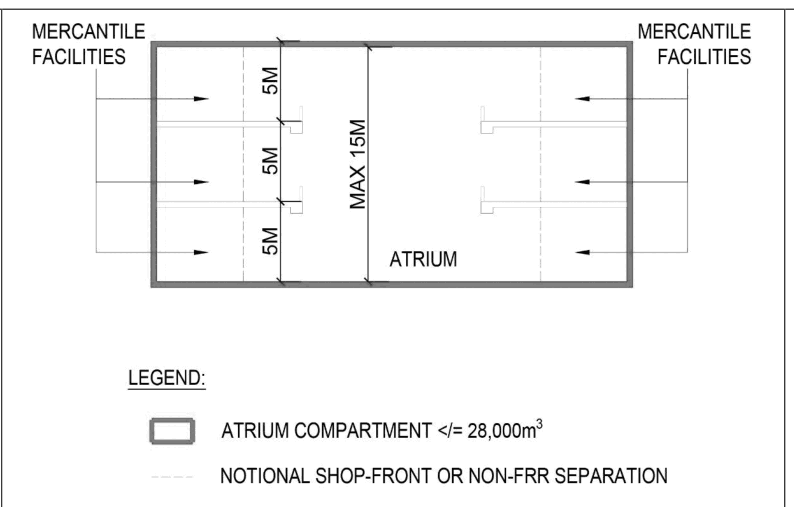 MERCANTILE
FACILITIES
MERCANTILE
FACILITIES
5M
5M
5M
MAX 15M
ATRIUM
LEGEND:
ATRIUM COMPARTMENT </= 28,000m³
NOTIONAL SHOP-FRONT OR NON-FRR SEPARATION